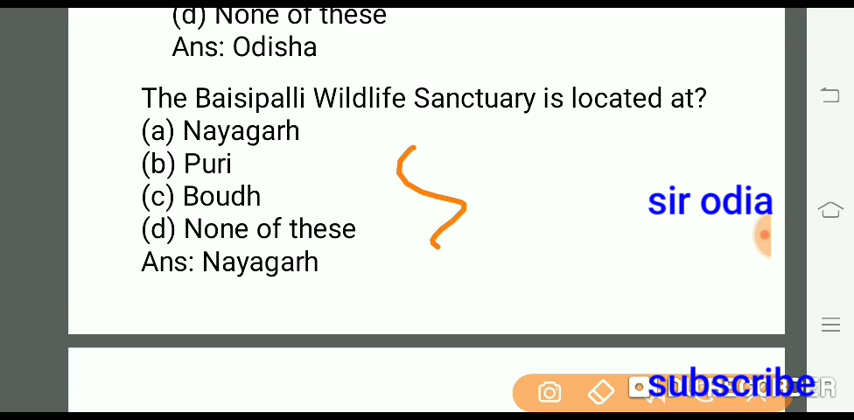 (d) None of these
Ans: Odisha
The Baisipalli Wildlife Sanctuary is located at?
(a) Nayagarh
(b) Puri
(c) Boudh
(d) None of these
Ans: Nayagarh
sir odia
subscribe